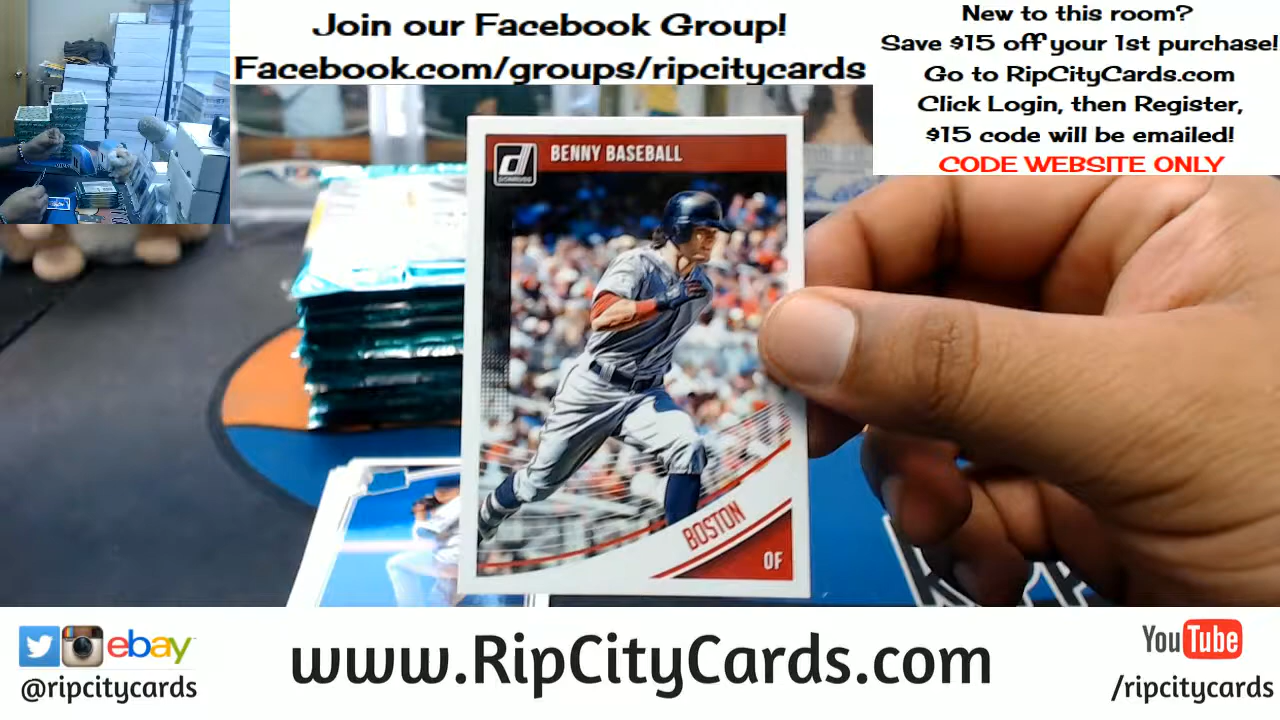 Join our Facebook Group!
Facebook.com/groups/ripcitycards
New to this room?
Save $15 off your 1st purchase!
Go to RipCityCards.com
Click Login, then Register,
$15 code will be emailed!
CODE WEBSITE ONLY
d
DONRUSS
BENNY BASEBALL
BOSTON
OF
ebay
@ripcitycards
www.RipCityCards.com
YouTube
/ripcitycards